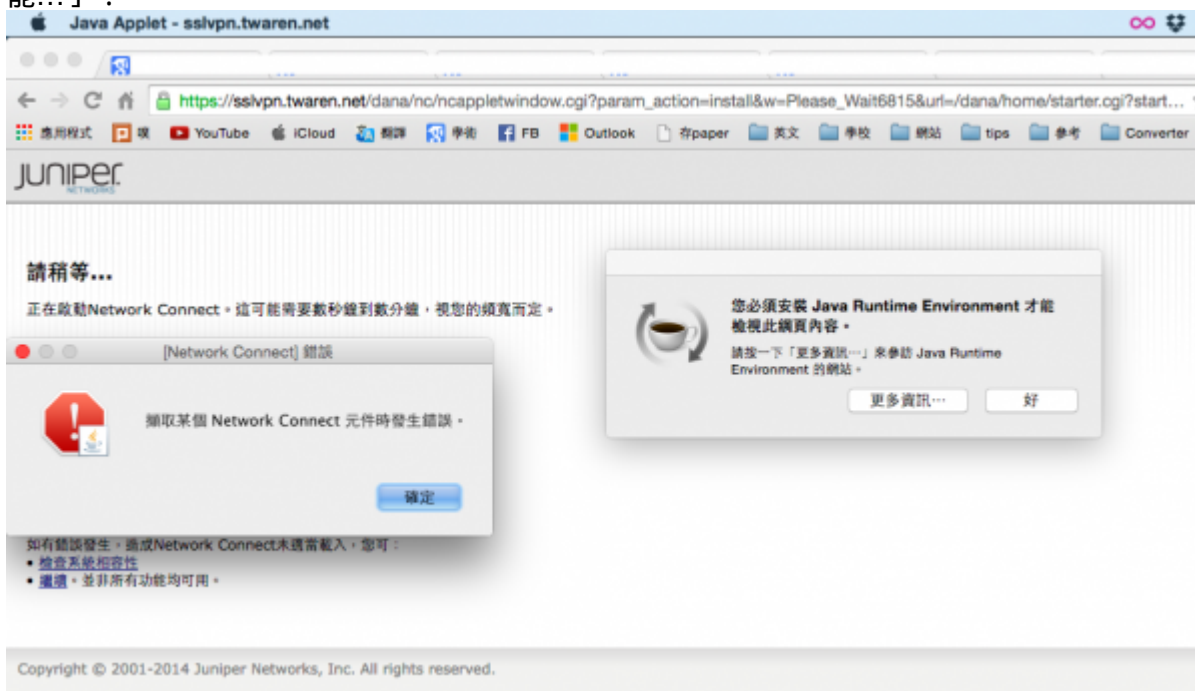 能…」：
Java Applet - sslvpn.twaren.net
https://sslvpn.twaren.net/dana/nc/ncappletwindow.cgi?param_action=install&w=Please_Wait6815&url=/dana/home/starter.cgi?start...
應用程式 噗 YouTube iCloud 翻譯 學術 FB Outlook 存paper 英文 學校 網站 tips 參考 Converter
JUNIPER
NETWORKS
請稍等...
正在啟動Network Connect。這可能需要數秒鐘到數分鐘，視您的頻寬而定。
您必須安裝 Java Runtime Environment 才能
檢視此網頁內容。
請按一下「更多資訊⋯」來參訪 Java Runtime
Environment 的網站。
更多資訊⋯ 好
[Network Connect] 錯誤
擷取某個 Network Connect 元件時發生錯誤。
確定
如有錯誤發生，造成Network Connect未適當載入，您可：
• 檢查系統相容性
• 繼續。並非所有功能均可用。
Copyright © 2001-2014 Juniper Networks, Inc. All rights reserved.